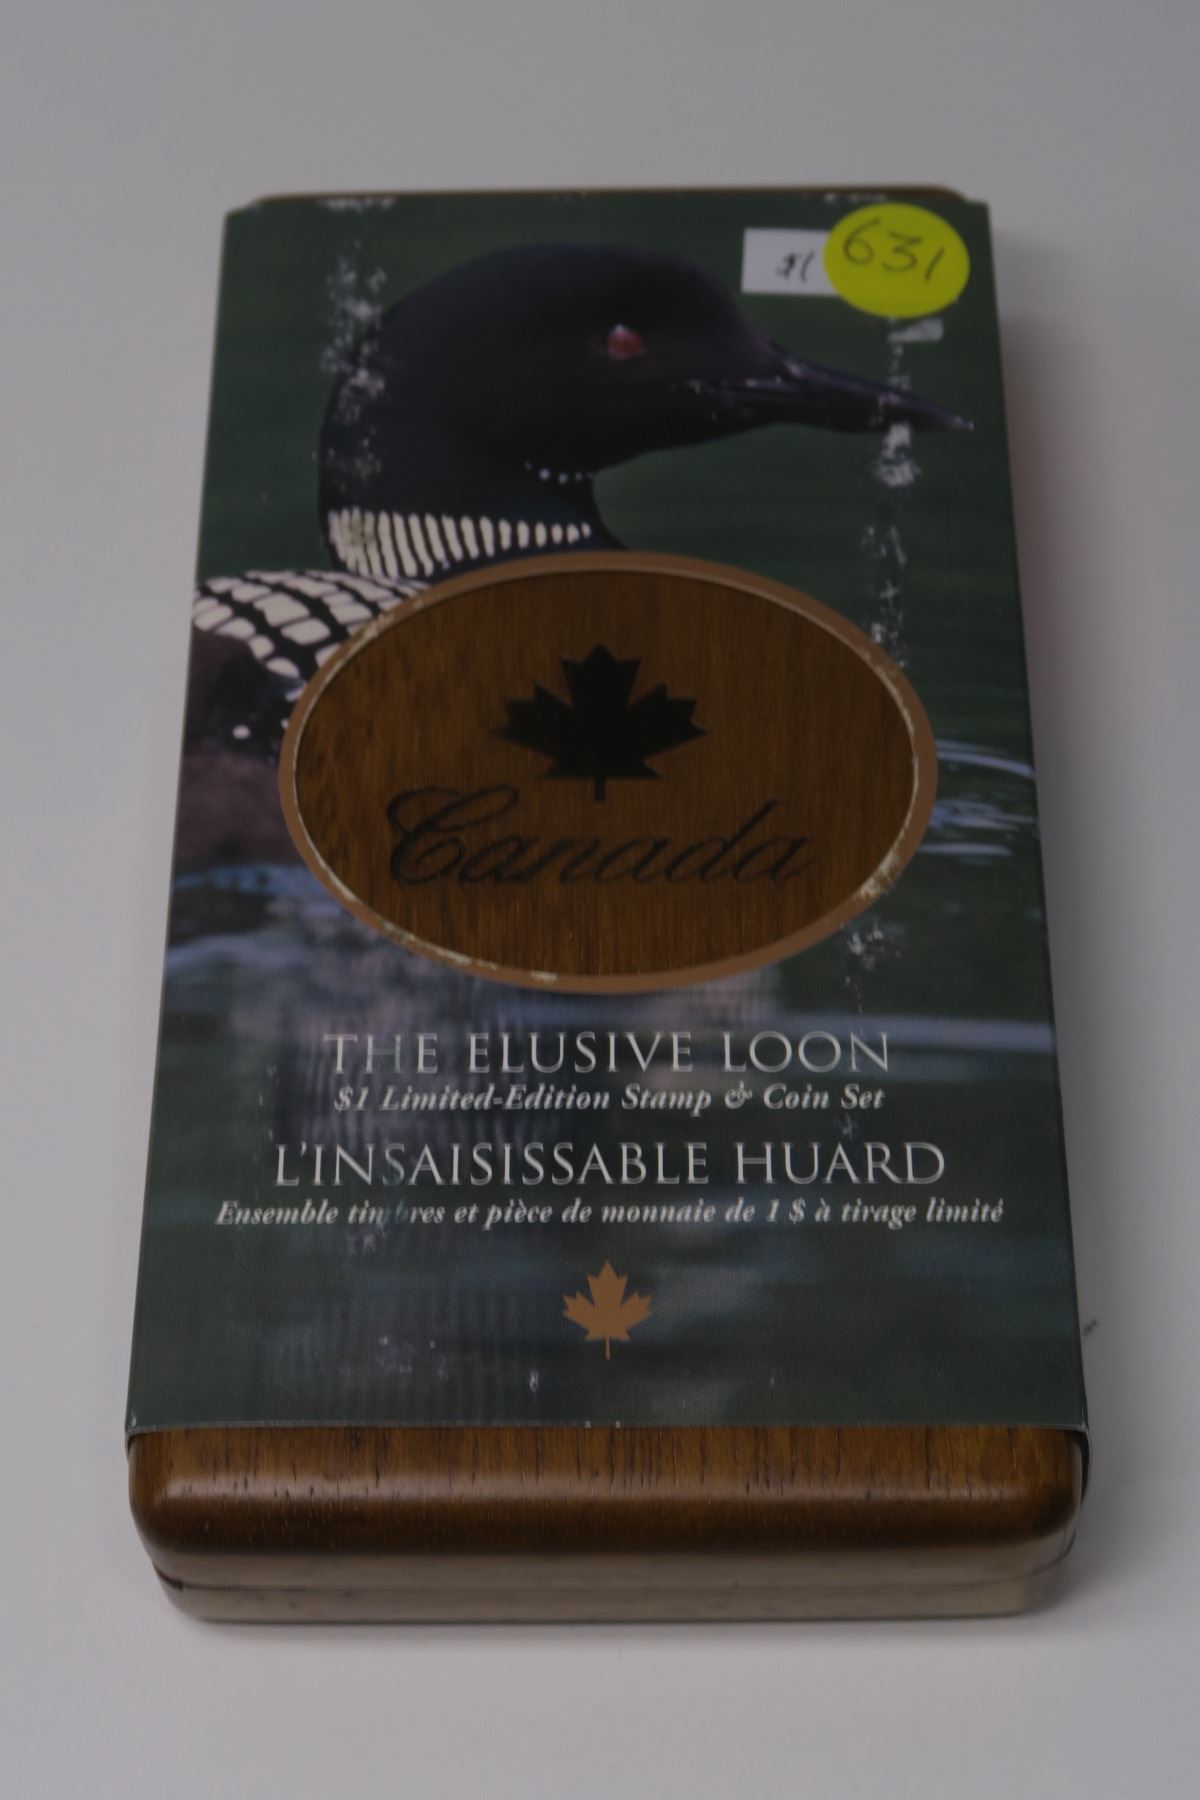 $1
631
Canada
THE ELUSIVE LOON
$1 Limited-Edition Stamp & Coin Set
L'INSAISISSABLE HUARD
Ensemble timbres et pièce de monnaie de 1 $ à tirage limité